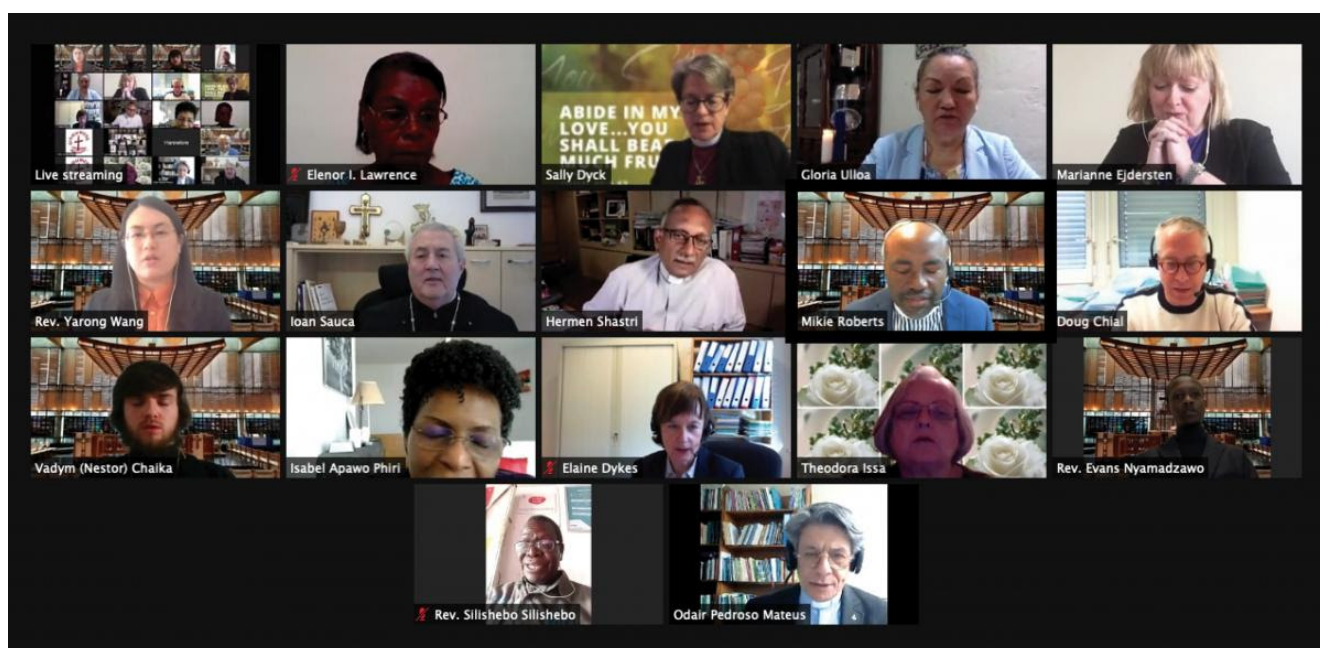 Live streaming
Elenor I. Lawrence
ABIDE IN MY
LOVE...YOU
SHALL BEA
MUCH FRU
Sally Dyck
Gloria Ulloa
Marianne Ejdersten
Rev. Yarong Wang
Ioan Sauca
Hermen Shastri
Mikie Roberts
Doug Chial
Vadym (Nestor) Chaika
Isabel Apawo Phiri
Elaine Dykes
Theodora Issa
Rev. Evans Nyamadzawo
Rev. Silishebo Silishebo
Odair Pedroso Mateus